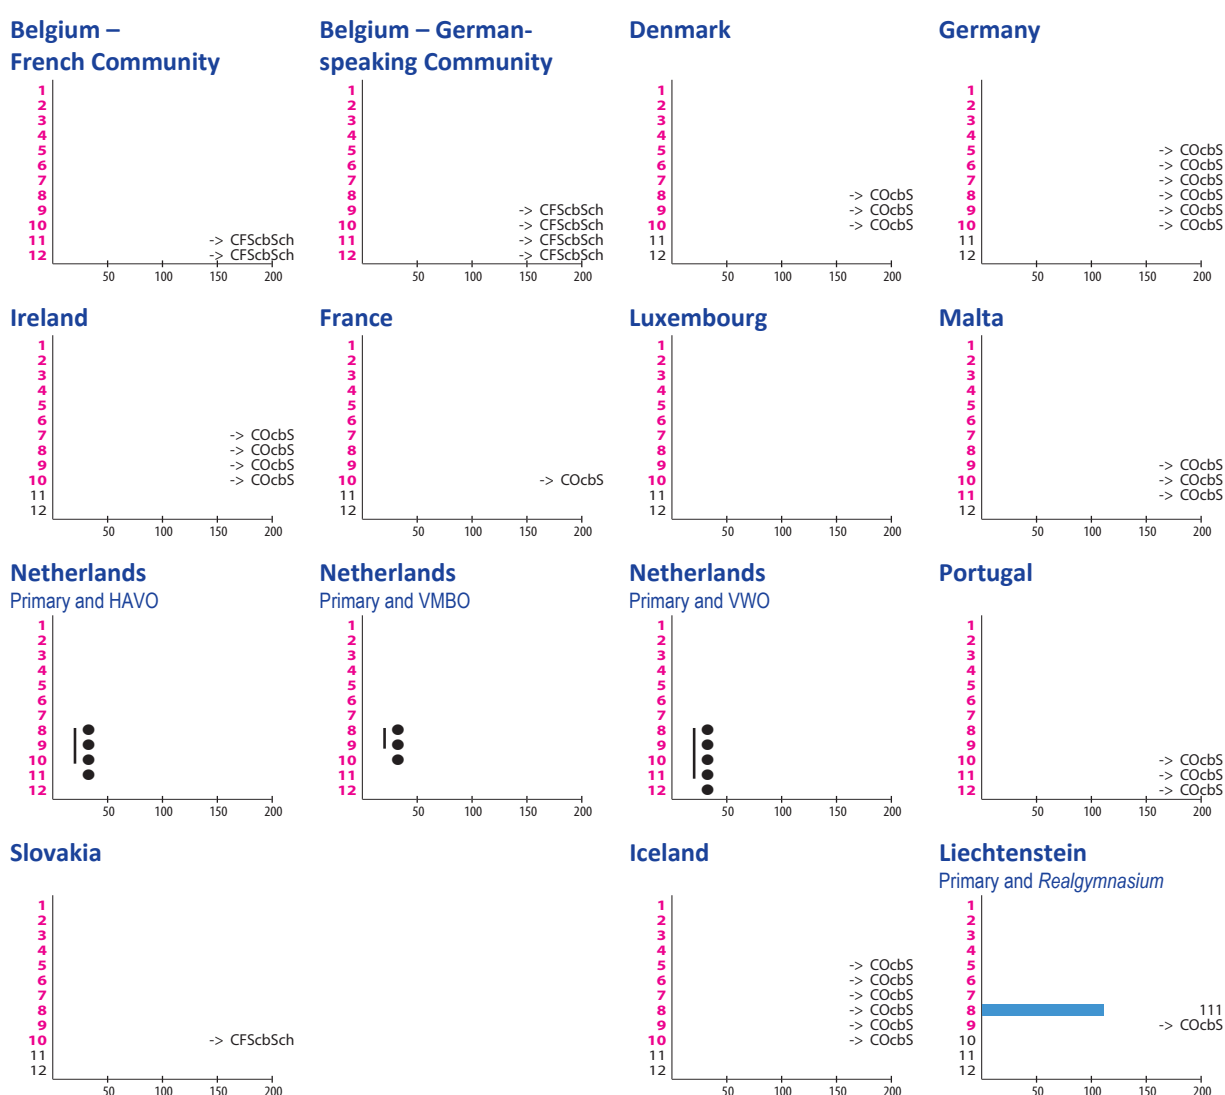 Belgium –
French Community
1
2
3
4
5
6
7
8
9
10
11 -> CFScbSch
12 -> CFScbSch
50 100 150 200
Belgium – German-
speaking Community
1
2
3
4
5
6
7
8
9 -> CFScbSch
10 -> CFScbSch
11 -> CFScbSch
12 -> CFScbSch
50 100 150 200
Denmark
1
2
3
4
5
6
7
8 -> COcbS
9 -> COcbS
10 -> COcbS
11
12
50 100 150 200
Germany
1
2
3
4
5 -> COcbS
6 -> COcbS
7 -> COcbS
8 -> COcbS
9 -> COcbS
10 -> COcbS
11
12
50 100 150 200
Ireland
1
2
3
4
5
6
7 -> COcbS
8 -> COcbS
9 -> COcbS
10 -> COcbS
11
12
50 100 150 200
France
1
2
3
4
5
6
7
8
9
10 -> COcbS
11
12
50 100 150 200
Luxembourg
1
2
3
4
5
6
7
8
9
10
11
12
50 100 150 200
Malta
1
2
3
4
5
6
7
8
9 -> COcbS
10 -> COcbS
11 -> COcbS
12
50 100 150 200
Netherlands
Primary and HAVO
1
2
3
4
5
6
7
8
9
10
11
12
50 100 150 200
Netherlands
Primary and VMBO
1
2
3
4
5
6
7
8
9
10
11
12
50 100 150 200
Netherlands
Primary and VWO
1
2
3
4
5
6
7
8
9
10
11
12
50 100 150 200
Portugal
1
2
3
4
5
6
7
8
9
10 -> COcbS
11 -> COcbS
12 -> COcbS
50 100 150 200
Slovakia
1
2
3
4
5
6
7
8
9
10 -> CFScbSch
11
12
50 100 150 200
Iceland
1
2
3
4
5 -> COcbS
6 -> COcbS
7 -> COcbS
8 -> COcbS
9 -> COcbS
10 -> COcbS
11
12
50 100 150 200
Liechtenstein
Primary and Realgymnasium
1
2
3
4
5
6
7
8 111
9 -> COcbS
10
11
12
50 100 150 200